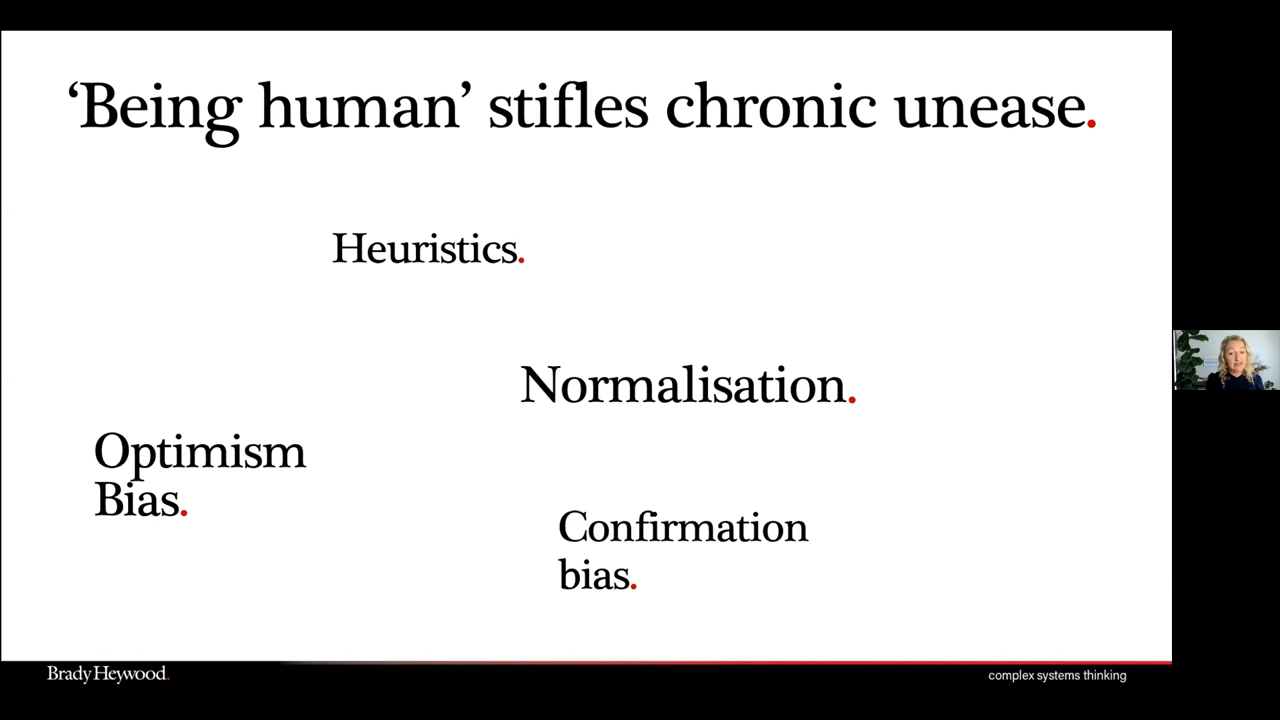 ‘Being human’ stifles chronic unease.
Heuristics.
Normalisation.
Optimism
Bias.
Confirmation
bias.
Brady Heywood.
complex systems thinking